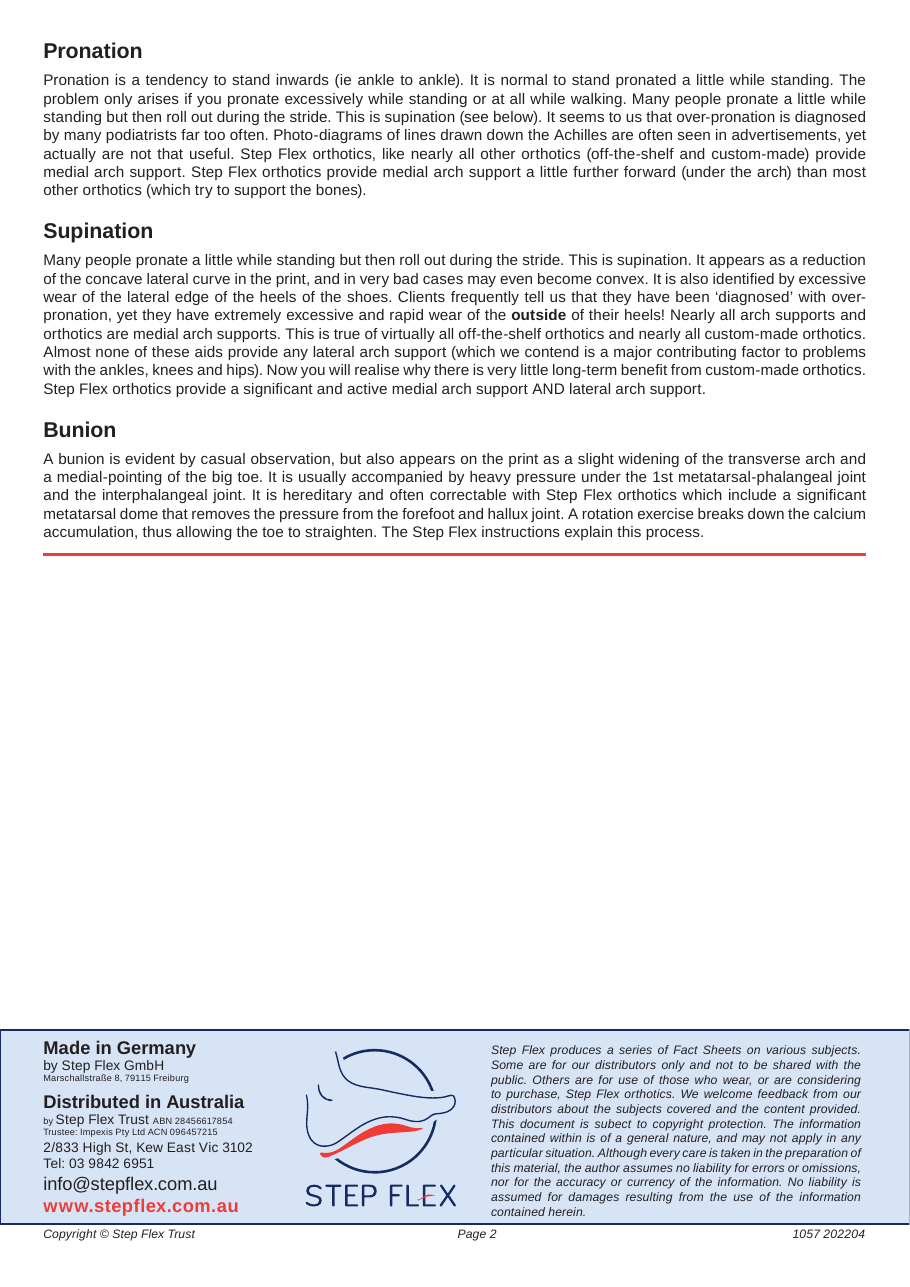 Pronation
Pronation is a tendency to stand inwards (ie ankle to ankle). It is normal to stand pronated a little while standing. The
problem only arises if you pronate excessively while standing or at all while walking. Many people pronate a little while
standing but then roll out during the stride. This is supination (see below). It seems to us that over-pronation is diagnosed
by many podiatrists far too often. Photo-diagrams of lines drawn down the Achilles are often seen in advertisements, yet
actually are not that useful. Step Flex orthotics, like nearly all other orthotics (off-the-shelf and custom-made) provide
medial arch support. Step Flex orthotics provide medial arch support a little further forward (under the arch) than most
other orthotics (which try to support the bones).
Supination
Many people pronate a little while standing but then roll out during the stride. This is supination. It appears as a reduction
of the concave lateral curve in the print, and in very bad cases may even become convex. It is also identified by excessive
wear of the lateral edge of the heels of the shoes. Clients frequently tell us that they have been ‘diagnosed’ with over-
pronation, yet they have extremely excessive and rapid wear of the outside of their heels! Nearly all arch supports and
orthotics are medial arch supports. This is true of virtually all off-the-shelf orthotics and nearly all custom-made orthotics.
Almost none of these aids provide any lateral arch support (which we contend is a major contributing factor to problems
with the ankles, knees and hips). Now you will realise why there is very little long-term benefit from custom-made orthotics.
Step Flex orthotics provide a significant and active medial arch support AND lateral arch support.
Bunion
A bunion is evident by casual observation, but also appears on the print as a slight widening of the transverse arch and
a medial-pointing of the big toe. It is usually accompanied by heavy pressure under the 1st metatarsal-phalangeal joint
and the interphalangeal joint. It is hereditary and often correctable with Step Flex orthotics which include a significant
metatarsal dome that removes the pressure from the forefoot and hallux joint. A rotation exercise breaks down the calcium
accumulation, thus allowing the toe to straighten. The Step Flex instructions explain this process.
Made in Germany
by Step Flex GmbH
Marschallstraße 8, 79115 Freiburg
Distributed in Australia
by Step Flex Trust ABN 28456617854
Trustee: Impexis Pty Ltd ACN 096457215
2/833 High St, Kew East Vic 3102
Tel: 03 9842 6951
info@stepflex.com.au
www.stepflex.com.au
STEP FLEX
Step Flex produces a series of Fact Sheets on various subjects.
Some are for our distributors only and not to be shared with the
public. Others are for use of those who wear, or are considering
to purchase, Step Flex orthotics. We welcome feedback from our
distributors about the subjects covered and the content provided.
This document is subect to copyright protection. The information
contained within is of a general nature, and may not apply in any
particular situation. Although every care is taken in the preparation of
this material, the author assumes no liability for errors or omissions,
nor for the accuracy or currency of the information. No liability is
assumed for damages resulting from the use of the information
contained herein.
Copyright © Step Flex Trust
Page 2
1057 202204